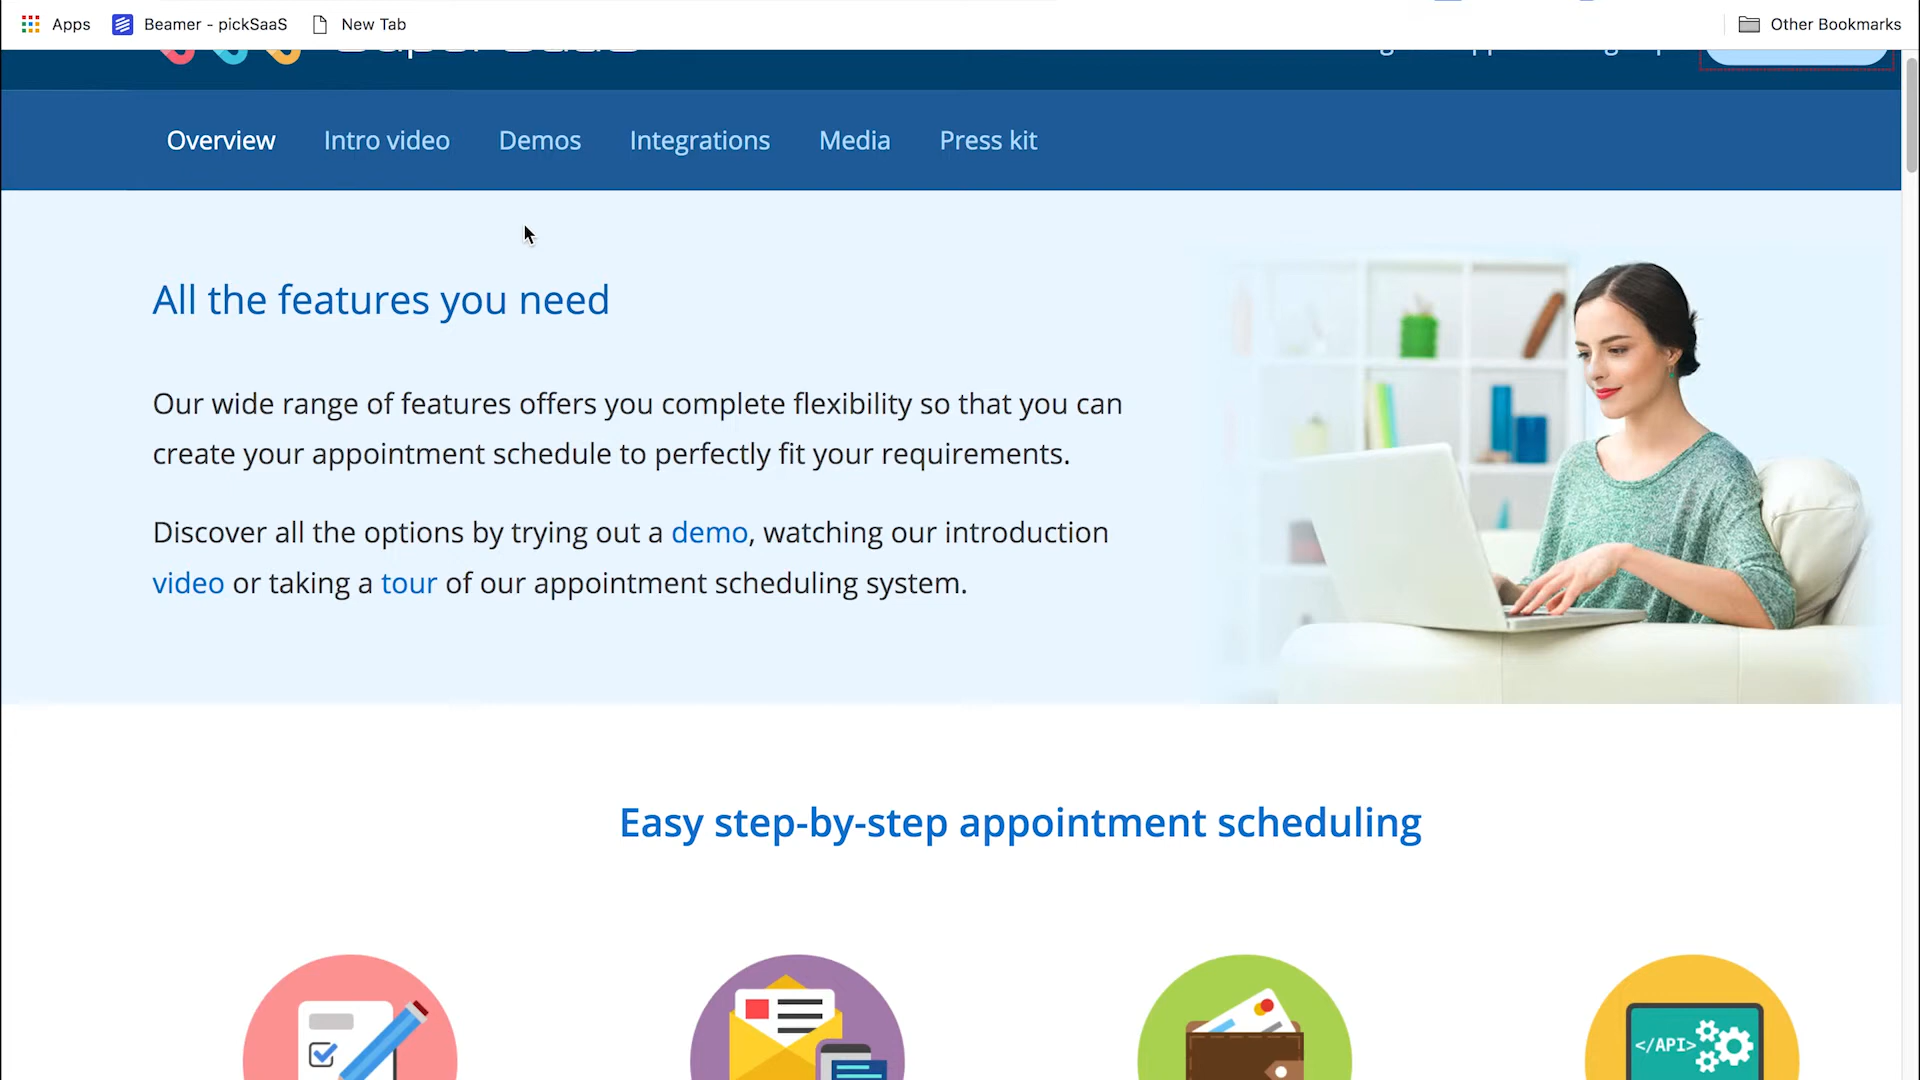 Apps Beamer - pickSaaS New Tab Other Bookmarks
Overview Intro video Demos Integrations Media Press kit
All the features you need
Our wide range of features offers you complete flexibility so that you can
create your appointment schedule to perfectly fit your requirements.
Discover all the options by trying out a demo, watching our introduction
video or taking a tour of our appointment scheduling system.
Easy step-by-step appointment scheduling
</API>